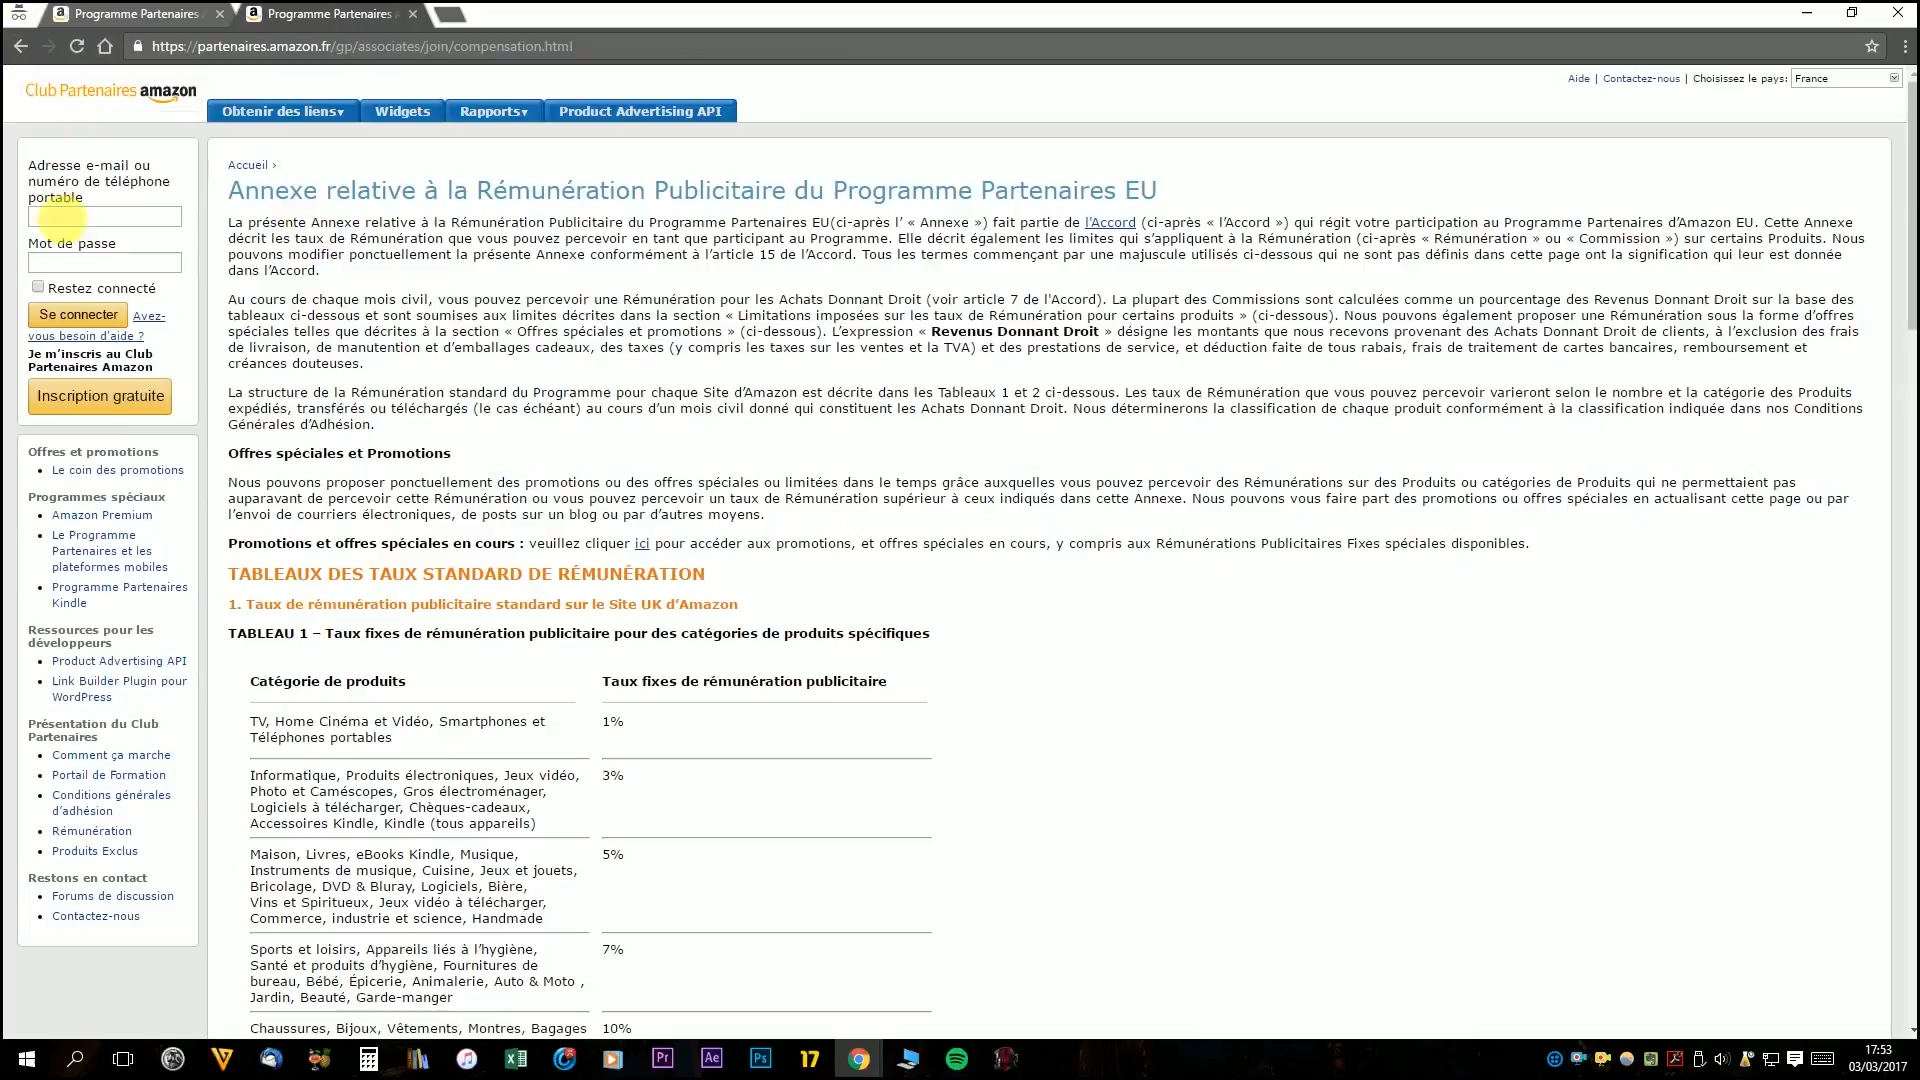 Programme Partenaires
Programme Partenaires
https://partenaires.amazon.fr/gp/associates/join/compensation.html
Club Partenaires amazon
Aide | Contactez-nous | Choisissez le pays: France
Obtenir des liens▾ Widgets Rapports▾ Product Advertising API
Adresse e-mail ou
numéro de téléphone
portable
Mot de passe
Restez connecté
Se connecter Avez-
vous besoin d'aide ?
Je m’inscris au Club
Partenaires Amazon
Inscription gratuite
Offres et promotions
• Le coin des promotions
Programmes spéciaux
• Amazon Premium
• Le Programme
Partenaires et les
plateformes mobiles
• Programme Partenaires
Kindle
Ressources pour les
développeurs
• Product Advertising API
• Link Builder Plugin pour
WordPress
Présentation du Club
Partenaires
• Comment ça marche
• Portail de Formation
• Conditions générales
d’adhésion
• Rémunération
• Produits Exclus
Restons en contact
• Forums de discussion
• Contactez-nous
Accueil ›
Annexe relative à la Rémunération Publicitaire du Programme Partenaires EU
La présente Annexe relative à la Rémunération Publicitaire du Programme Partenaires EU(ci-après l’ « Annexe ») fait partie de l'Accord (ci-après « l’Accord ») qui régit votre participation au Programme Partenaires d’Amazon EU. Cette Annexe
décrit les taux de Rémunération que vous pouvez percevoir en tant que participant au Programme. Elle décrit également les limites qui s’appliquent à la Rémunération (ci-après « Rémunération » ou « Commission ») sur certains Produits. Nous
pouvons modifier ponctuellement la présente Annexe conformément à l’article 15 de l’Accord. Tous les termes commençant par une majuscule utilisés ci-dessous qui ne sont pas définis dans cette page ont la signification qui leur est donnée
dans l’Accord.
Au cours de chaque mois civil, vous pouvez percevoir une Rémunération pour les Achats Donnant Droit (voir article 7 de l'Accord). La plupart des Commissions sont calculées comme un pourcentage des Revenus Donnant Droit sur la base des
tableaux ci-dessous et sont soumises aux limites décrites dans la section « Limitations imposées sur les taux de Rémunération pour certains produits » (ci-dessous). Nous pouvons également proposer une Rémunération sous la forme d’offres
spéciales telles que décrites à la section « Offres spéciales et promotions » (ci-dessous). L’expression « Revenus Donnant Droit » désigne les montants que nous recevons provenant des Achats Donnant Droit de clients, à l’exclusion des frais
de livraison, de manutention et d’emballages cadeaux, des taxes (y compris les taxes sur les ventes et la TVA) et des prestations de service, et déduction faite de tous rabais, frais de traitement de cartes bancaires, remboursement et
créances douteuses.
La structure de la Rémunération standard du Programme pour chaque Site d’Amazon est décrite dans les Tableaux 1 et 2 ci-dessous. Les taux de Rémunération que vous pouvez percevoir varieront selon le nombre et la catégorie des Produits
expédiés, transférés ou téléchargés (le cas échéant) au cours d’un mois civil donné qui constituent les Achats Donnant Droit. Nous déterminerons la classification de chaque produit conformément à la classification indiquée dans nos Conditions
Générales d’Adhésion.
Offres spéciales et Promotions
Nous pouvons proposer ponctuellement des promotions ou des offres spéciales ou limitées dans le temps grâce auxquelles vous pouvez percevoir des Rémunérations sur des Produits ou catégories de Produits qui ne permettaient pas
auparavant de percevoir cette Rémunération ou vous pouvez percevoir un taux de Rémunération supérieur à ceux indiqués dans cette Annexe. Nous pouvons vous faire part des promotions ou offres spéciales en actualisant cette page ou par
l’envoi de courriers électroniques, de posts sur un blog ou par d’autres moyens.
Promotions et offres spéciales en cours : veuillez cliquer ici pour accéder aux promotions, et offres spéciales en cours, y compris aux Rémunérations Publicitaires Fixes spéciales disponibles.
TABLEAUX DES TAUX STANDARD DE RÉMUNÉRATION
1. Taux de rémunération publicitaire standard sur le Site UK d’Amazon
TABLEAU 1 – Taux fixes de rémunération publicitaire pour des catégories de produits spécifiques
Catégorie de produits Taux fixes de rémunération publicitaire
TV, Home Cinéma et Vidéo, Smartphones et 1%
Téléphones portables
Informatique, Produits électroniques, Jeux vidéo, 3%
Photo et Caméscopes, Gros électroménager,
Logiciels à télécharger, Chèques-cadeaux,
Accessoires Kindle, Kindle (tous appareils)
Maison, Livres, eBooks Kindle, Musique, 5%
Instruments de musique, Cuisine, Jeux et jouets,
Bricolage, DVD & Bluray, Logiciels, Bière,
Vins et Spiritueux, Jeux vidéo à télécharger,
Commerce, industrie et science, Handmade
Sports et loisirs, Appareils liés à l’hygiène, 7%
Santé et produits d’hygiène, Fournitures de
bureau, Bébé, Épicerie, Animalerie, Auto & Moto ,
Jardin, Beauté, Garde-manger
Chaussures, Bijoux, Vêtements, Montres, Bagages 10%
Pr Ae Ps 17
17:53
03/03/2017